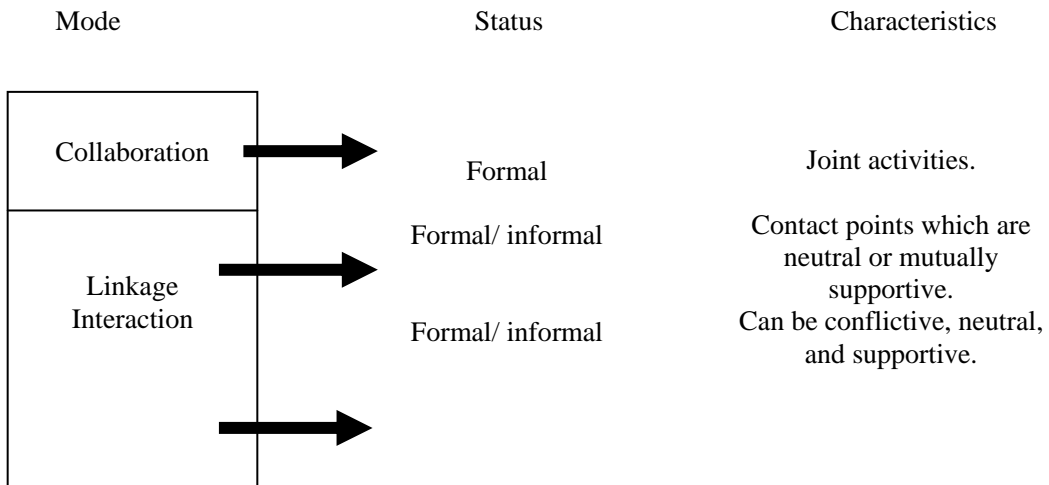 Mode Status Characteristics
Collaboration
Formal
Joint activities.
Linkage
Interaction
Formal/ informal
Contact points which are
neutral or mutually
supportive.
Formal/ informal
Can be conflictive, neutral,
and supportive.